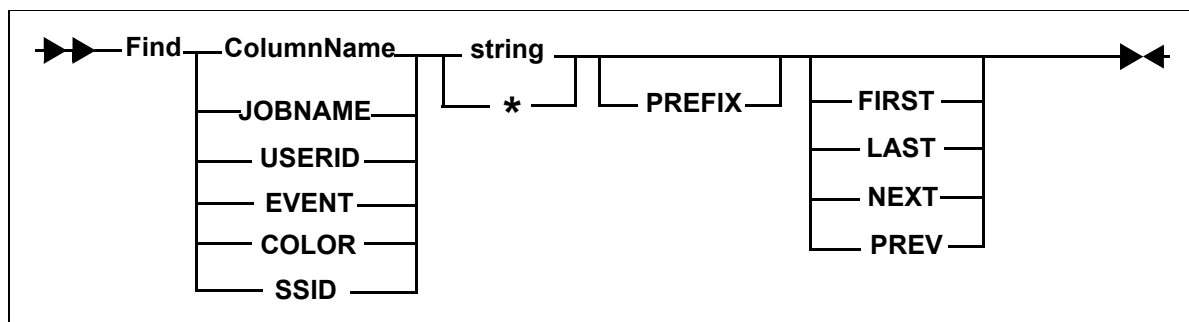 Find ColumnName string
JOBNAME * PREFIX FIRST
USERID LAST
EVENT NEXT
COLOR PREV
SSID